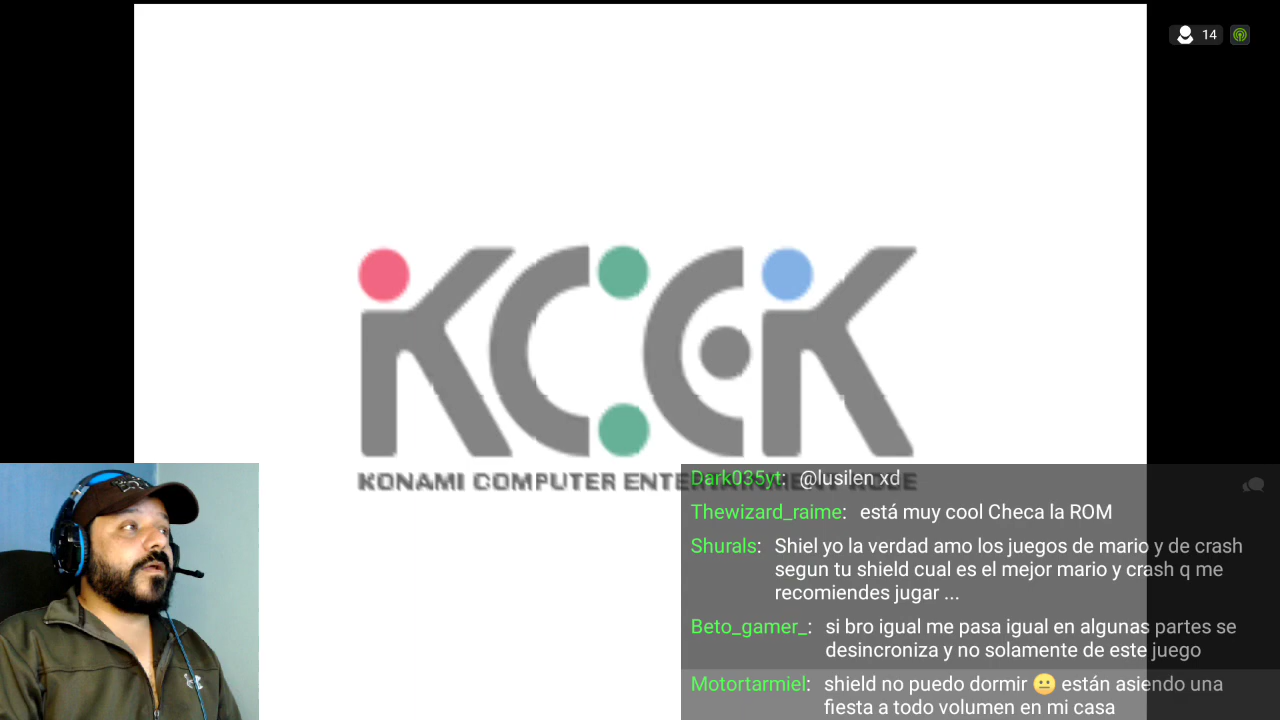 14
KCEK
KONAMI COMPUTER ENTERTAINMENT KOBE
Dark035yt: @lusilen xd
Thewizard_raime: está muy cool Checa la ROM
Shurals: Shiel yo la verdad amo los juegos de mario y de crash
segun tu shield cual es el mejor mario y crash q me
recomiendes jugar ...
Beto_gamer_: si bro igual me pasa igual en algunas partes se
desincroniza y no solamente de este juego
Motortarmiel: shield no puedo dormir 😐 están asiendo una
fiesta a todo volumen en mi casa